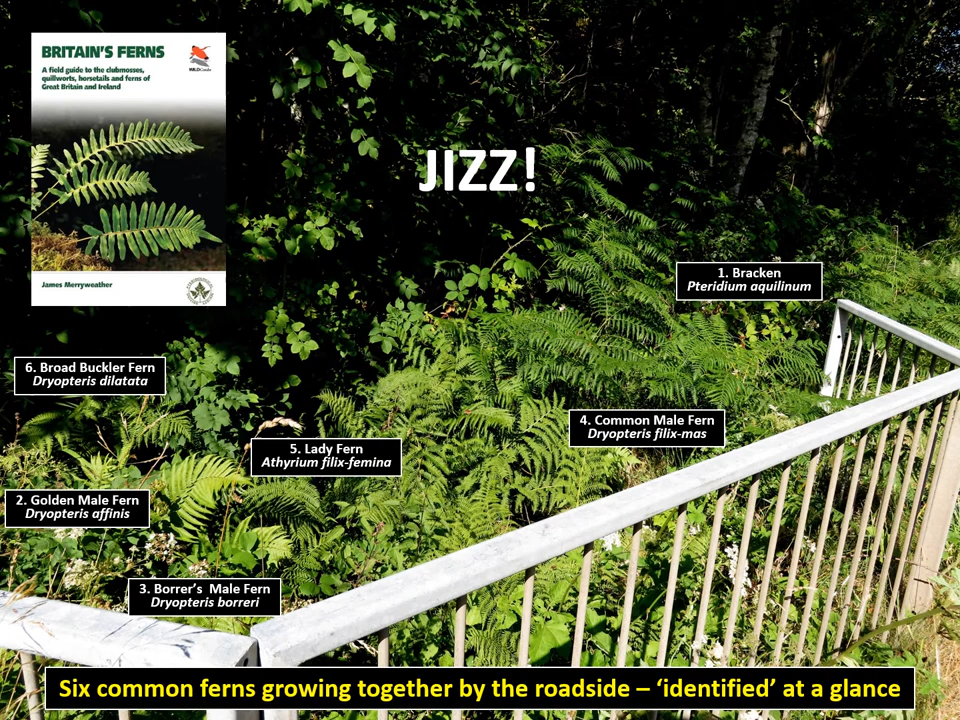 BRITAIN'S FERNS
WILDGuides
A field guide to the clubmosses,
quillworts, horsetails and ferns of
Great Britain and Ireland
James Merryweather
JIZZ!
1. Bracken
Pteridium aquilinum
6. Broad Buckler Fern
Dryopteris dilatata
4. Common Male Fern
Dryopteris filix-mas
5. Lady Fern
Athyrium filix-femina
2. Golden Male Fern
Dryopteris affinis
3. Borrer's  Male Fern
Dryopteris borreri
Six common ferns growing together by the roadside – ‘identified’ at a glance